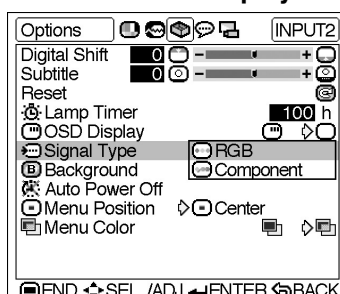 Options INPUT2
Digital Shift 0 - +
Subtitle 0 - +
Reset
Lamp Timer 100 h
OSD Display
Signal Type RGB
B Background Component
Auto Power Off
Menu Position Center
Menu Color
END SEL /ADJ ENTER BACK